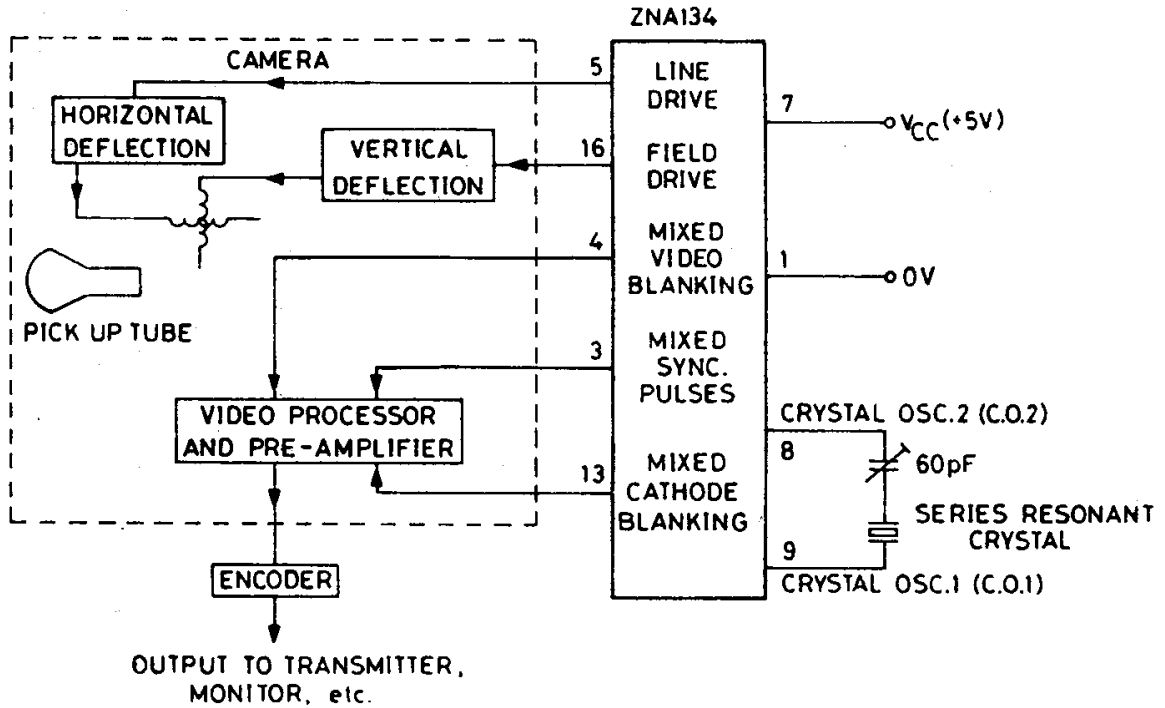 ZNA134
CAMERA
5
LINE
DRIVE
7
VCC (+5V)
HORIZONTAL
DEFLECTION
VERTICAL
DEFLECTION
16
FIELD
DRIVE
4
MIXED
VIDEO
BLANKING
1
0V
PICK UP TUBE
3
MIXED
SYNC.
PULSES
VIDEO PROCESSOR
AND PRE-AMPLIFIER
CRYSTAL OSC.2 (C.O.2)
8
60pF
13
MIXED
CATHODE
BLANKING
SERIES RESONANT
CRYSTAL
9
CRYSTAL OSC.1 (C.O.1)
ENCODER
OUTPUT TO TRANSMITTER,
MONITOR, etc.